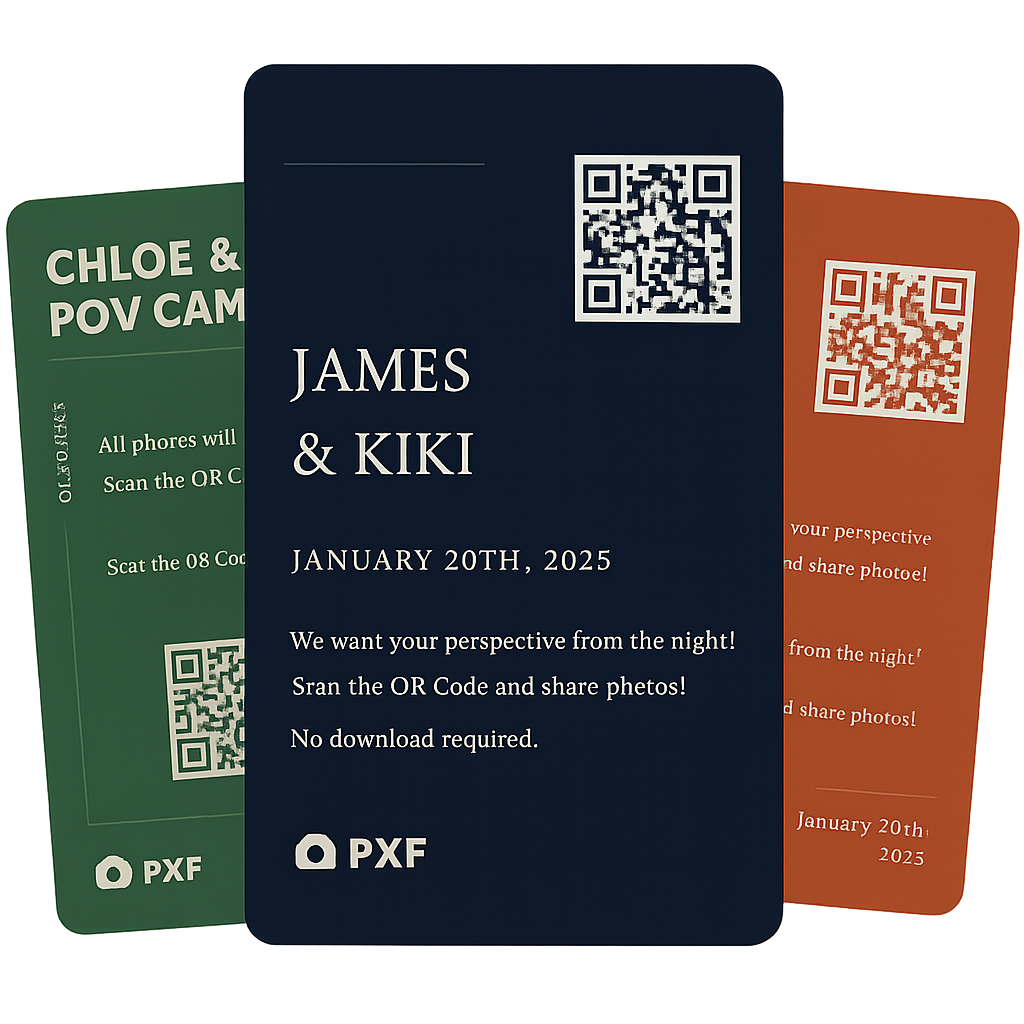 CHLOE &
POV CAM
All phores will
Scan the OR C
Scat the 08 Coc
PXF
JAMES
& KIKI
JANUARY 20TH, 2025
We want your perspective from the night!
Sran the OR Code and share phetos!
No download required.
PXF
your perspective
nd share photoe!
from the night!
d share photos!
January 20th,
2025